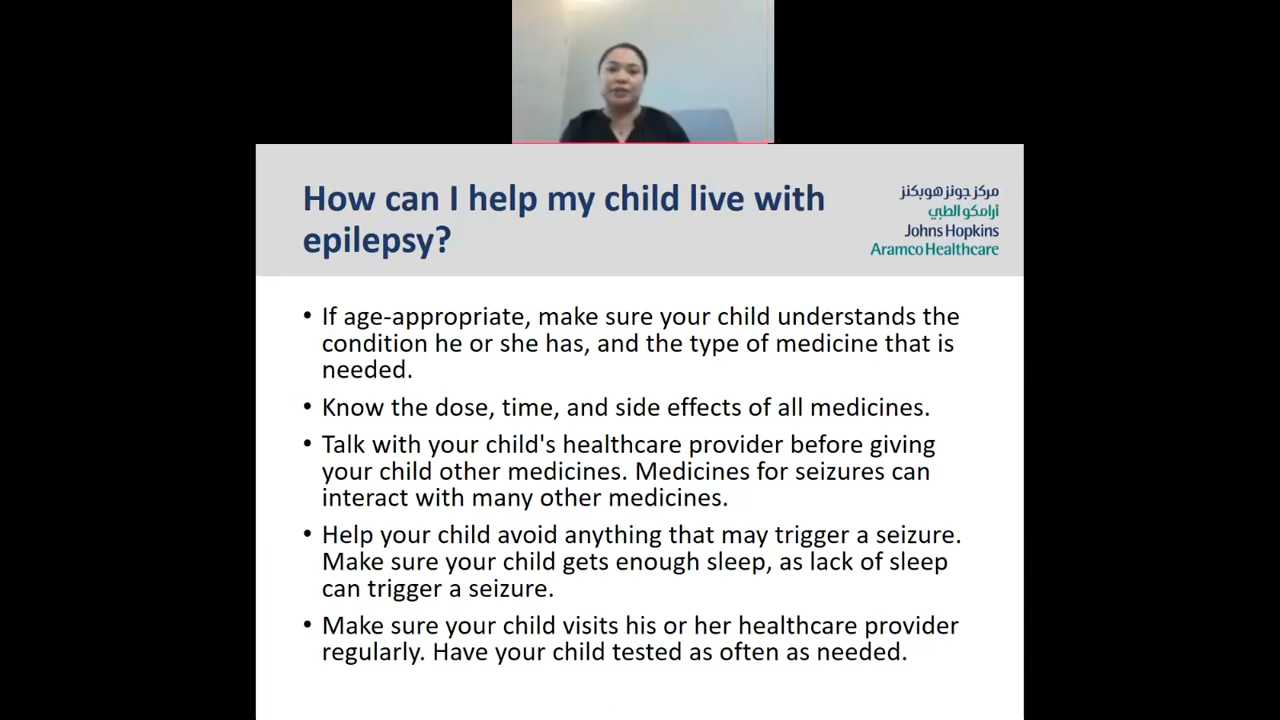 How can I help my child live with
epilepsy?
مركز جونز هوبكنز
أرامكو الطبي
Johns Hopkins
Aramco Healthcare
• If age-appropriate, make sure your child understands the
condition he or she has, and the type of medicine that is
needed.
• Know the dose, time, and side effects of all medicines.
• Talk with your child's healthcare provider before giving
your child other medicines. Medicines for seizures can
interact with many other medicines.
• Help your child avoid anything that may trigger a seizure.
Make sure your child gets enough sleep, as lack of sleep
can trigger a seizure.
• Make sure your child visits his or her healthcare provider
regularly. Have your child tested as often as needed.